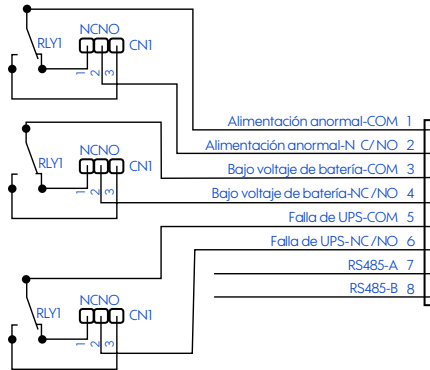 NCNO
RLY1 CN1
1 2 3
Alimentación anormal-COM 1
Alimentación anormal-N C/NO 2
NCNO
RLY1 CN1
1 2 3
Bajo voltaje de batería-COM 3
Bajo voltaje de batería-NC/NO 4
Falla de UPS-COM 5
Falla de UPS-NC/NO 6
RS485-A 7
RS485-B 8
NCNO
RLY1 CN1
1 2 3